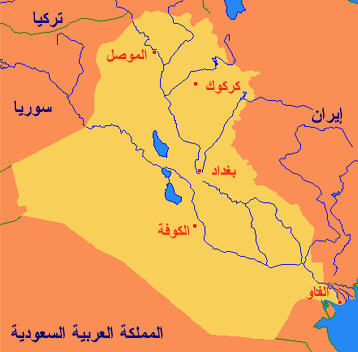 تركيا
الموصل
كركوك
سوريا
إيران
بغداد
الكوفة
الفاو
المملكة العربية السعودية